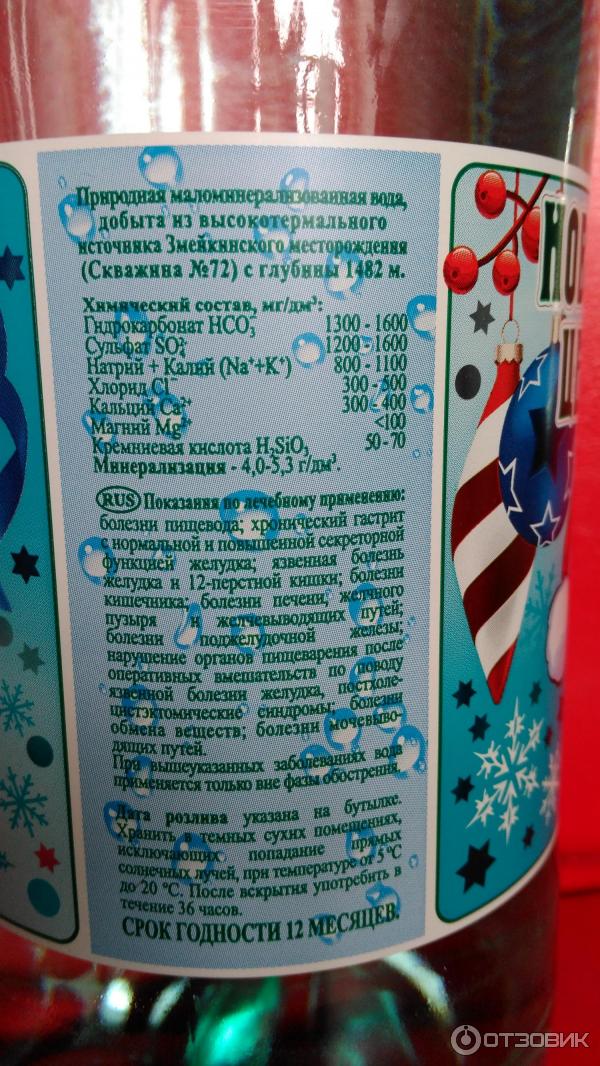 Природная маломинерализованная вода,
добыта из высокотермального
источника Змейкинского месторождения
(Скважина №72) с глубины 1482 м.
Химический состав, мг/дм³:
Гидрокарбонат HCO₃⁻ 1300 - 1600
Сульфат SO₄²⁻ 1200 - 1600
Натрий + Калий (Na⁺+K⁺) 800 - 1100
Хлорид Cl⁻ 300 - 500
Кальций Ca²⁺ 300 - 400
Магний Mg²⁺ <100
Кремниевая кислота H₂SiO₃ 50 - 70
Минерализация - 4,0-5,3 г/дм³.
RUS Показания по лечебному применению:
болезни пищевода; хронический гастрит
с нормальной и повышенной секреторной
функцией желудка; язвенная болезнь
желудка и 12-перстной кишки; болезни
кишечника; болезни печени, желчного
пузыря и желчевыводящих путей;
болезни поджелудочной железы;
нарушение органов пищеварения после
оперативных вмешательств по поводу
язвенной болезни желудка, постхоле-
цистэктомические синдромы; болезни
обмена веществ; болезни мочевыво-
дящих путей.
При вышеуказанных заболеваниях вода
применяется только вне фазы обострения.
Дата розлива указана на бутылке.
Хранить в темных сухих помещениях,
исключающих попадание прямых
солнечных лучей, при температуре от 5 °C
до 20 °C. После вскрытия употребить в
течение 36 часов.
СРОК ГОДНОСТИ 12 МЕСЯЦЕВ.
НОВ
ОТЗОВИК